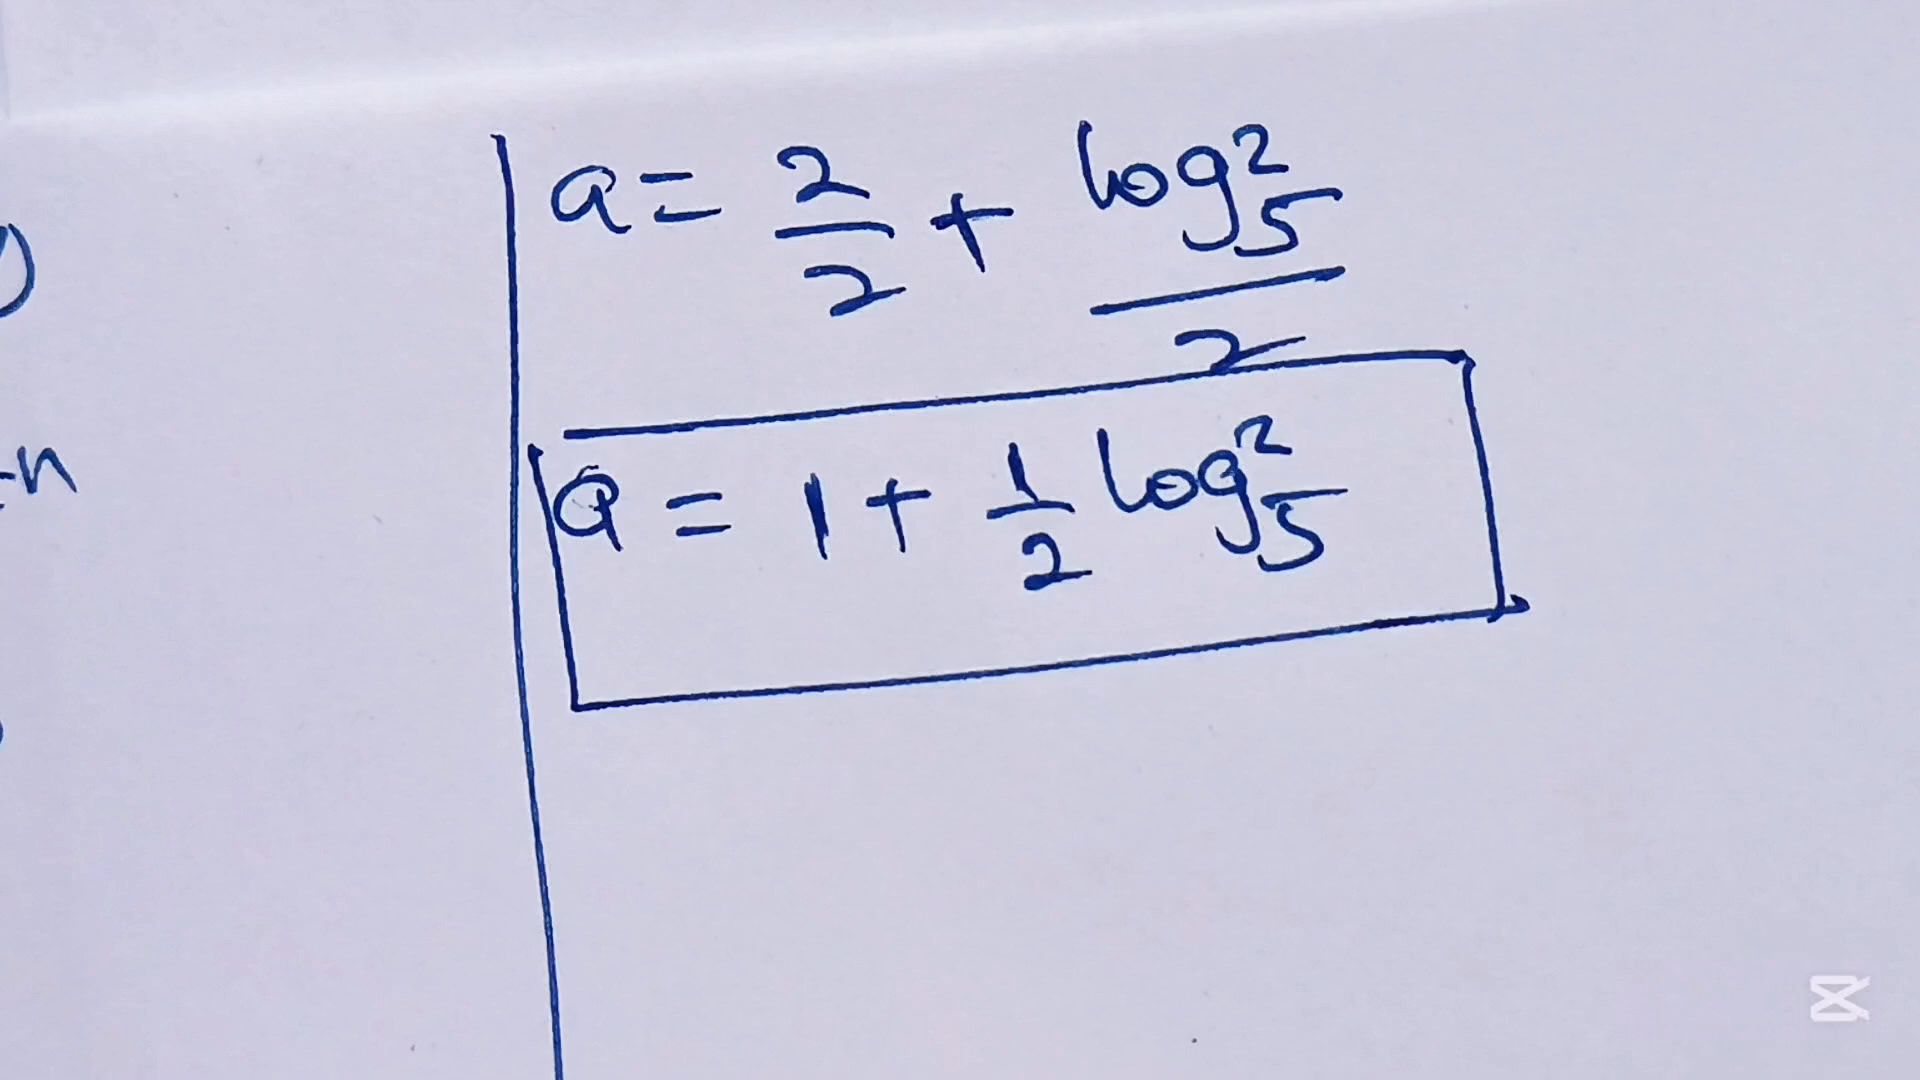 )
-n
a = 2/2 + log₅²/2
a = 1 + 1/2 log₅²